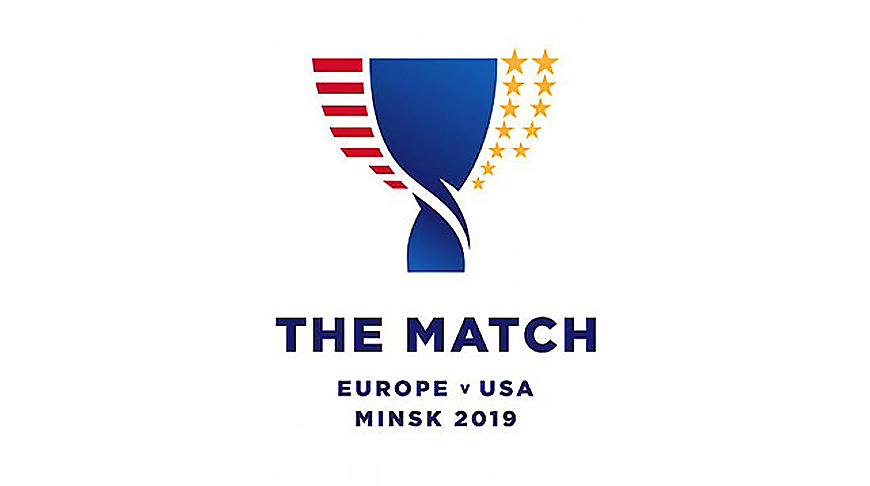 THE MATCH
EUROPE v USA
MINSK 2019